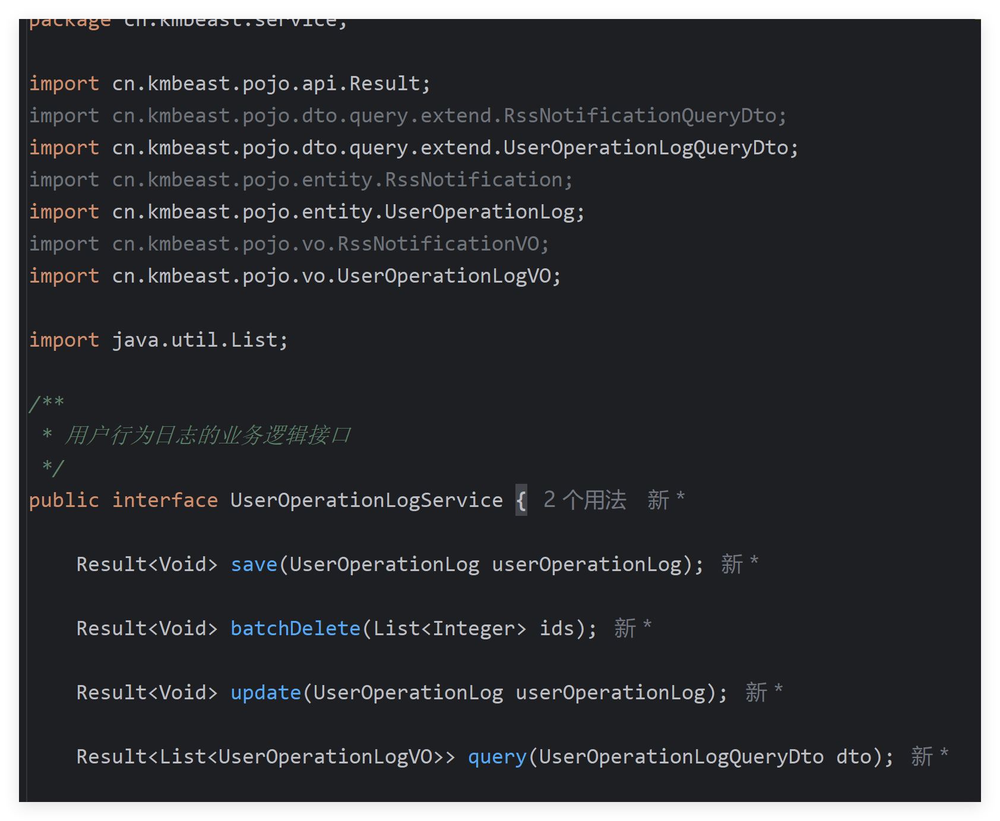 package cn.kmbeast.service;
import cn.kmbeast.pojo.api.Result;
import cn.kmbeast.pojo.dto.query.extend.RssNotificationQueryDto;
import cn.kmbeast.pojo.dto.query.extend.UserOperationLogQueryDto;
import cn.kmbeast.pojo.entity.RssNotification;
import cn.kmbeast.pojo.entity.UserOperationLog;
import cn.kmbeast.pojo.vo.RssNotificationVO;
import cn.kmbeast.pojo.vo.UserOperationLogVO;
import java.util.List;
/**
 * 用户行为日志的业务逻辑接口
 */
public interface UserOperationLogService { 2 个用法 新 *
Result<Void> save(UserOperationLog userOperationLog); 新 *
Result<Void> batchDelete(List<Integer> ids); 新 *
Result<Void> update(UserOperationLog userOperationLog); 新 *
Result<List<UserOperationLogVO>> query(UserOperationLogQueryDto dto); 新 *